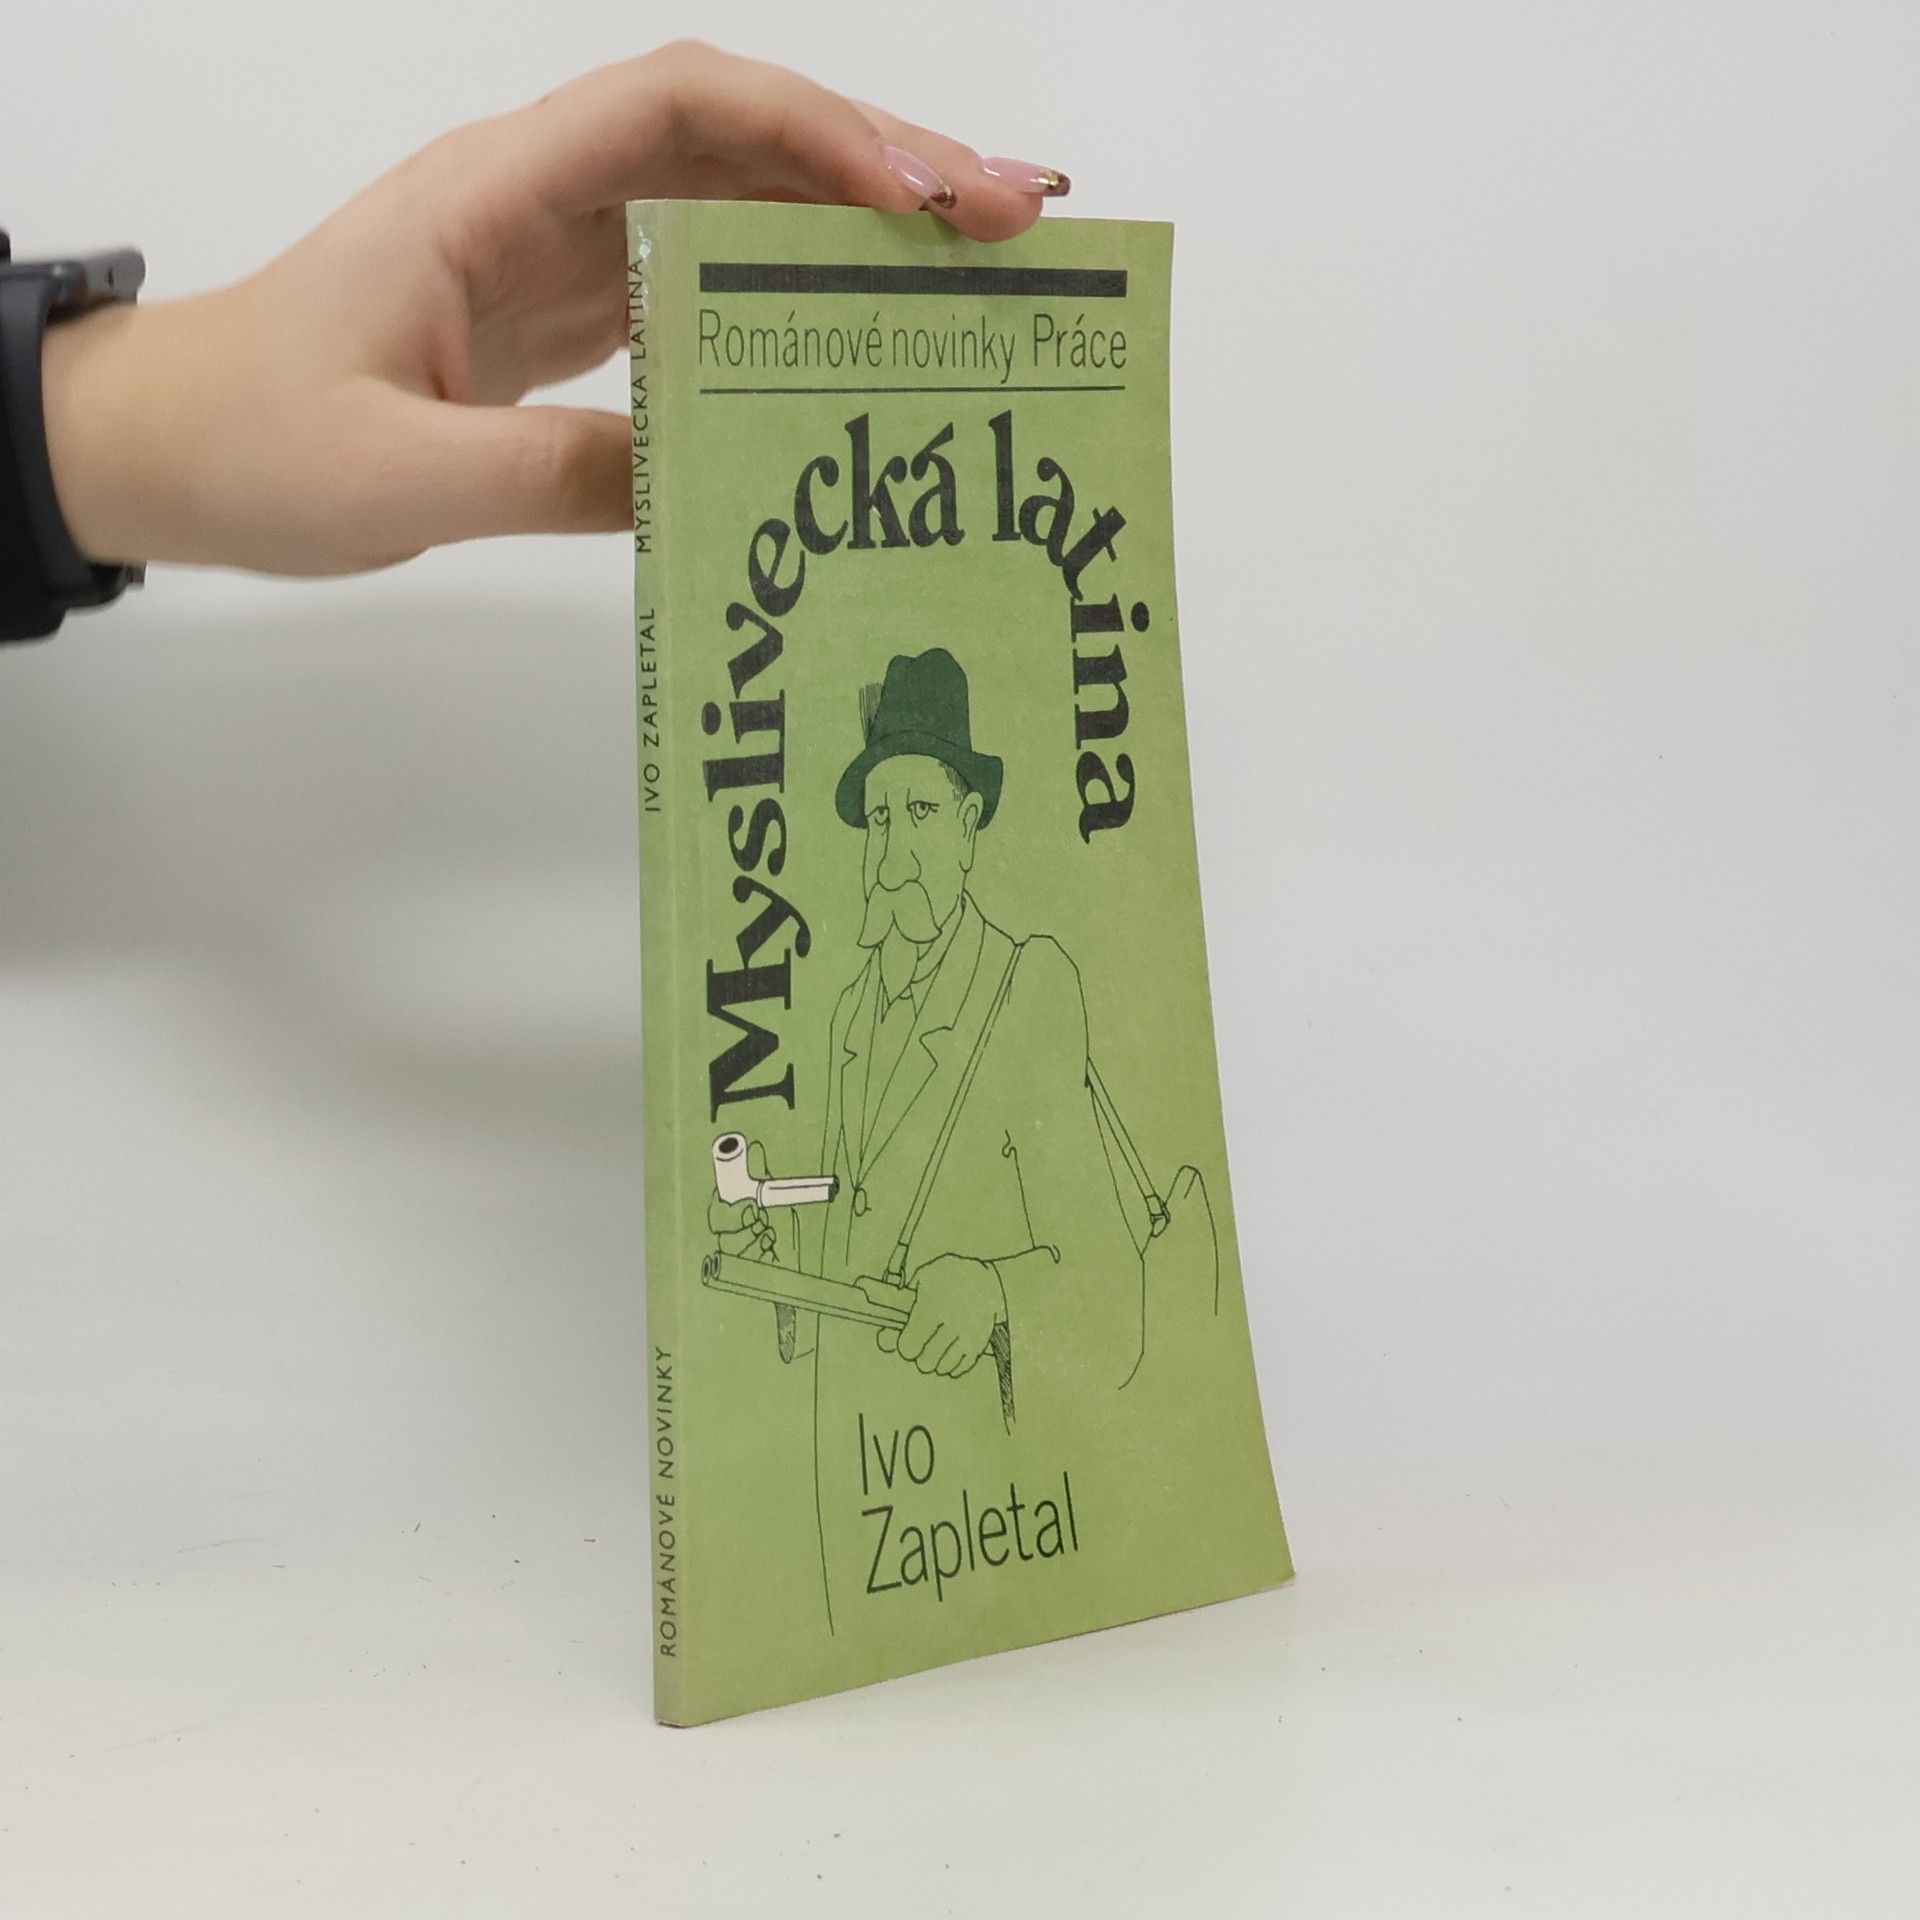 Románové novinky Práce
Myslivecká latina
Ivo
Zapletal
ROMÁNOVÉ NOVINKY IVO ZAPLETAL MYSLIVECKÁ LATINA